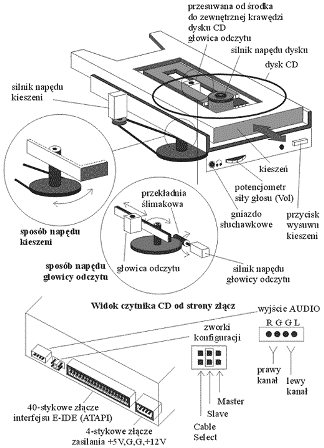 przesuwana od środka
do zewnętrznej krawędzi
dysku CD
głowica odczytu
silnik napędu dysku
dysk CD
silnik napędu
kieszeni
kieszeń
potencjometr
siły głosu (Vol)
gniazdo
słuchawkowe
przycisk
wysuwu
kieszeni
sposób napędu
kieszeni
przekładnia
ślimakowa
głowica odczytu
sposób napędu
głowicy odczytu
silnik napędu
głowicy odczytu
Widok czytnika CD od strony złącz
wyjście AUDIO
zworki
konfiguracji
R G G L
prawy
kanał
lewy
kanał
Master
Slave
Cable
Select
40-stykowe złącze
interfejsu E-IDE (ATAPI)
4-stykowe złącze
zasilania +5V,G,G,+12V